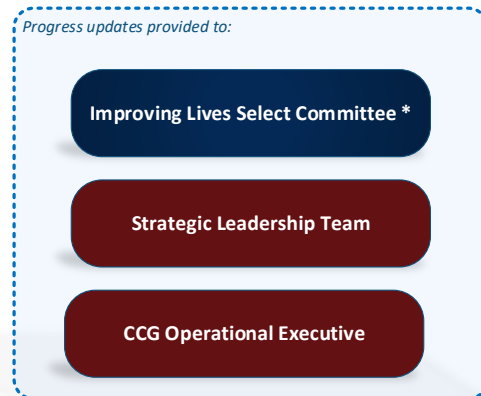 Progress updates provided to:
Improving Lives Select Committee *
Strategic Leadership Team
CCG Operational Executive